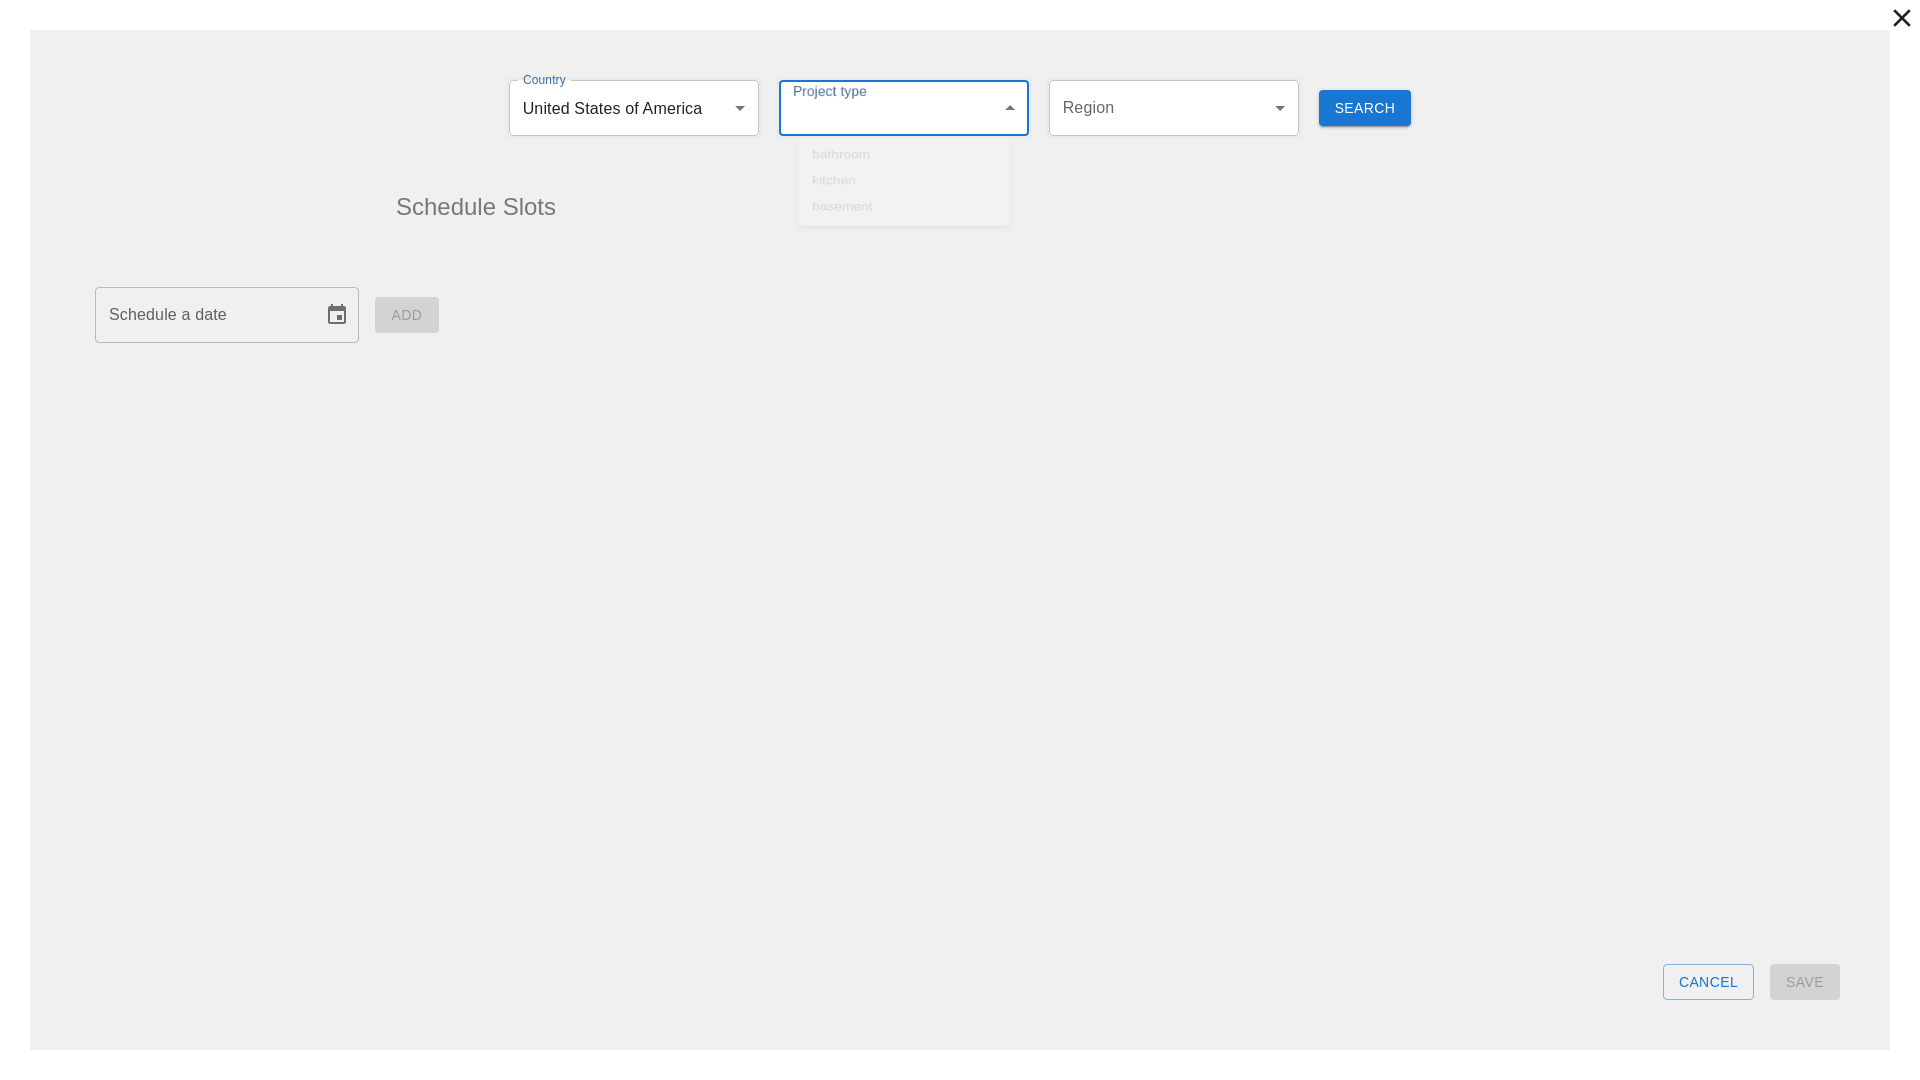 Country
United States of America
Project type
Region
SEARCH
bathroom
kitchen
basement
Schedule Slots
Schedule a date
ADD
CANCEL
SAVE